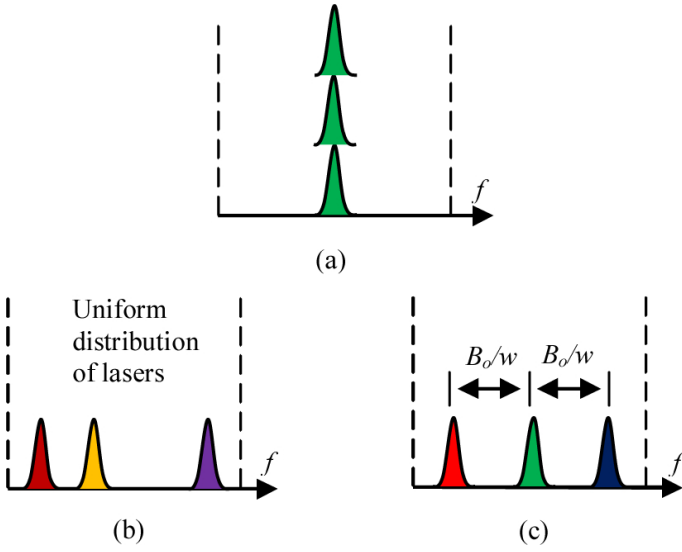 f
(a)
Uniform
distribution
of lasers
f
(b)
Bₒ/w Bₒ/w
f
(c)